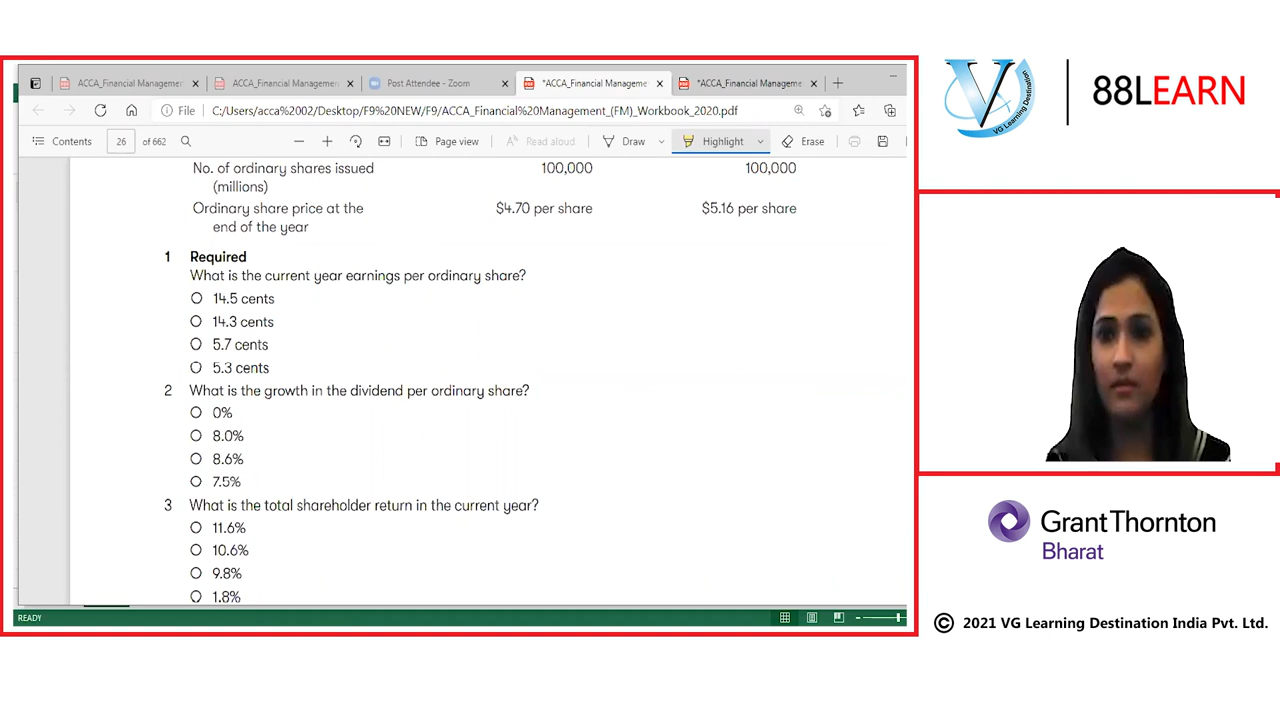 ACCA_Financial Managemen
ACCA_Financial Managemen
Post Attendee - Zoom
*ACCA_Financial Manageme
*ACCA_Financial Manageme
File
C:/Users/acca%2002/Desktop/F9%20NEW/F9/ACCA_Financial%20Management_(FM)_Workbook_2020.pdf
Contents
26
of 662
Page view
Read aloud
Draw
Highlight
Erase
No. of ordinary shares issued 100,000 100,000
(millions)
Ordinary share price at the $4.70 per share $5.16 per share
end of the year
1 Required
What is the current year earnings per ordinary share?
14.5 cents
14.3 cents
5.7 cents
5.3 cents
2 What is the growth in the dividend per ordinary share?
0%
8.0%
8.6%
7.5%
3 What is the total shareholder return in the current year?
11.6%
10.6%
9.8%
1.8%
READY
V
VG Learning Destination
88LEARN
Grant Thornton
Bharat
© 2021 VG Learning Destination India Pvt. Ltd.